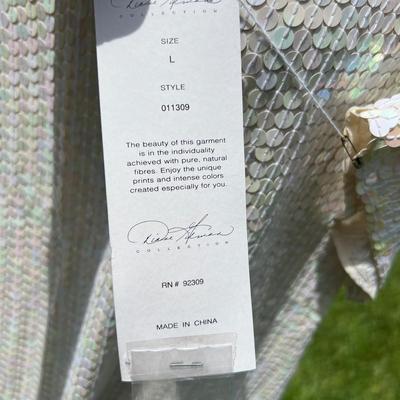 COLLECTION
SIZE
L
STYLE
011309
The beauty of this garment
is in the individuality
achieved with pure, natural
fibres. Enjoy the unique
prints and intense colors
created especially for you.
COLLECTION
RN# 92309
MADE IN CHINA